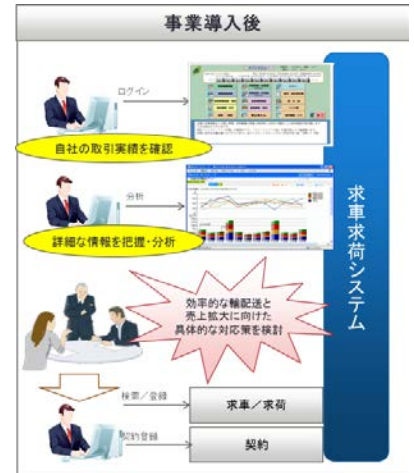 事業導入後
ログイン
自社の取引実績を確認
分析
詳細な情報を把握・分析
求車求荷システム
効率的な輸配送と
売上拡大に向けた
具体的な対応策を検討
検索／登録
求車／求荷
契約登録
契約